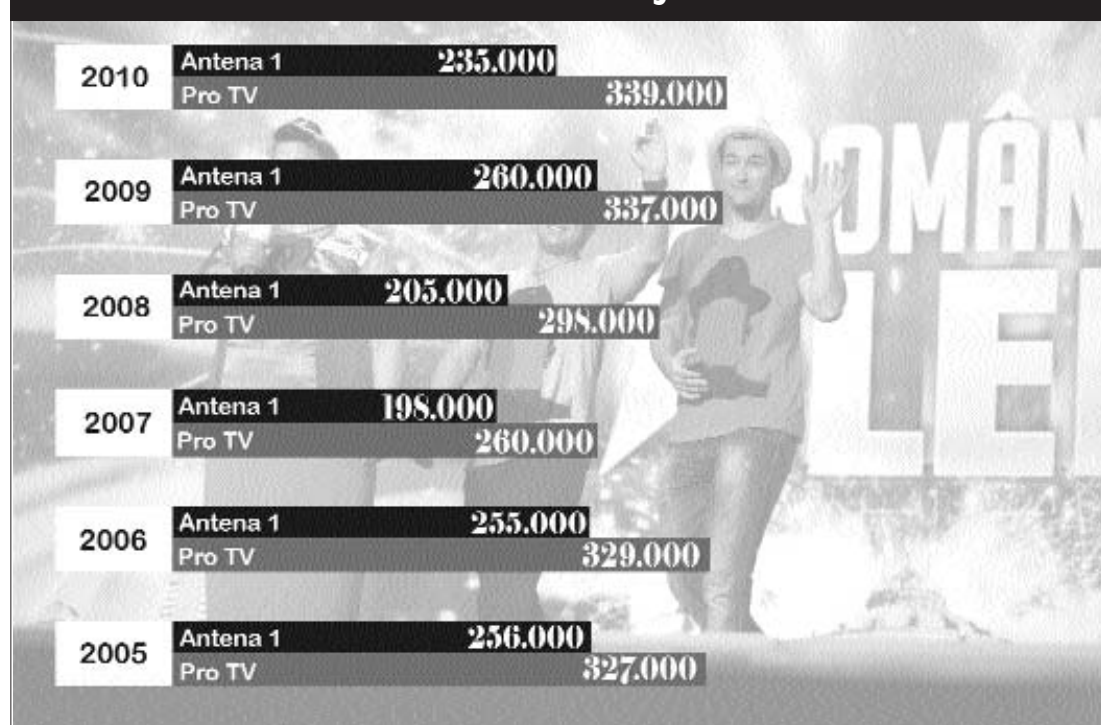 2010
Antena 1 235.000
Pro TV 339.000
2009
Antena 1 260.000
Pro TV 337.000
2008
Antena 1 205.000
Pro TV 298.000
2007
Antena 1 198.000
Pro TV 260.000
2006
Antena 1 255.000
Pro TV 329.000
2005
Antena 1 256.000
Pro TV 327.000